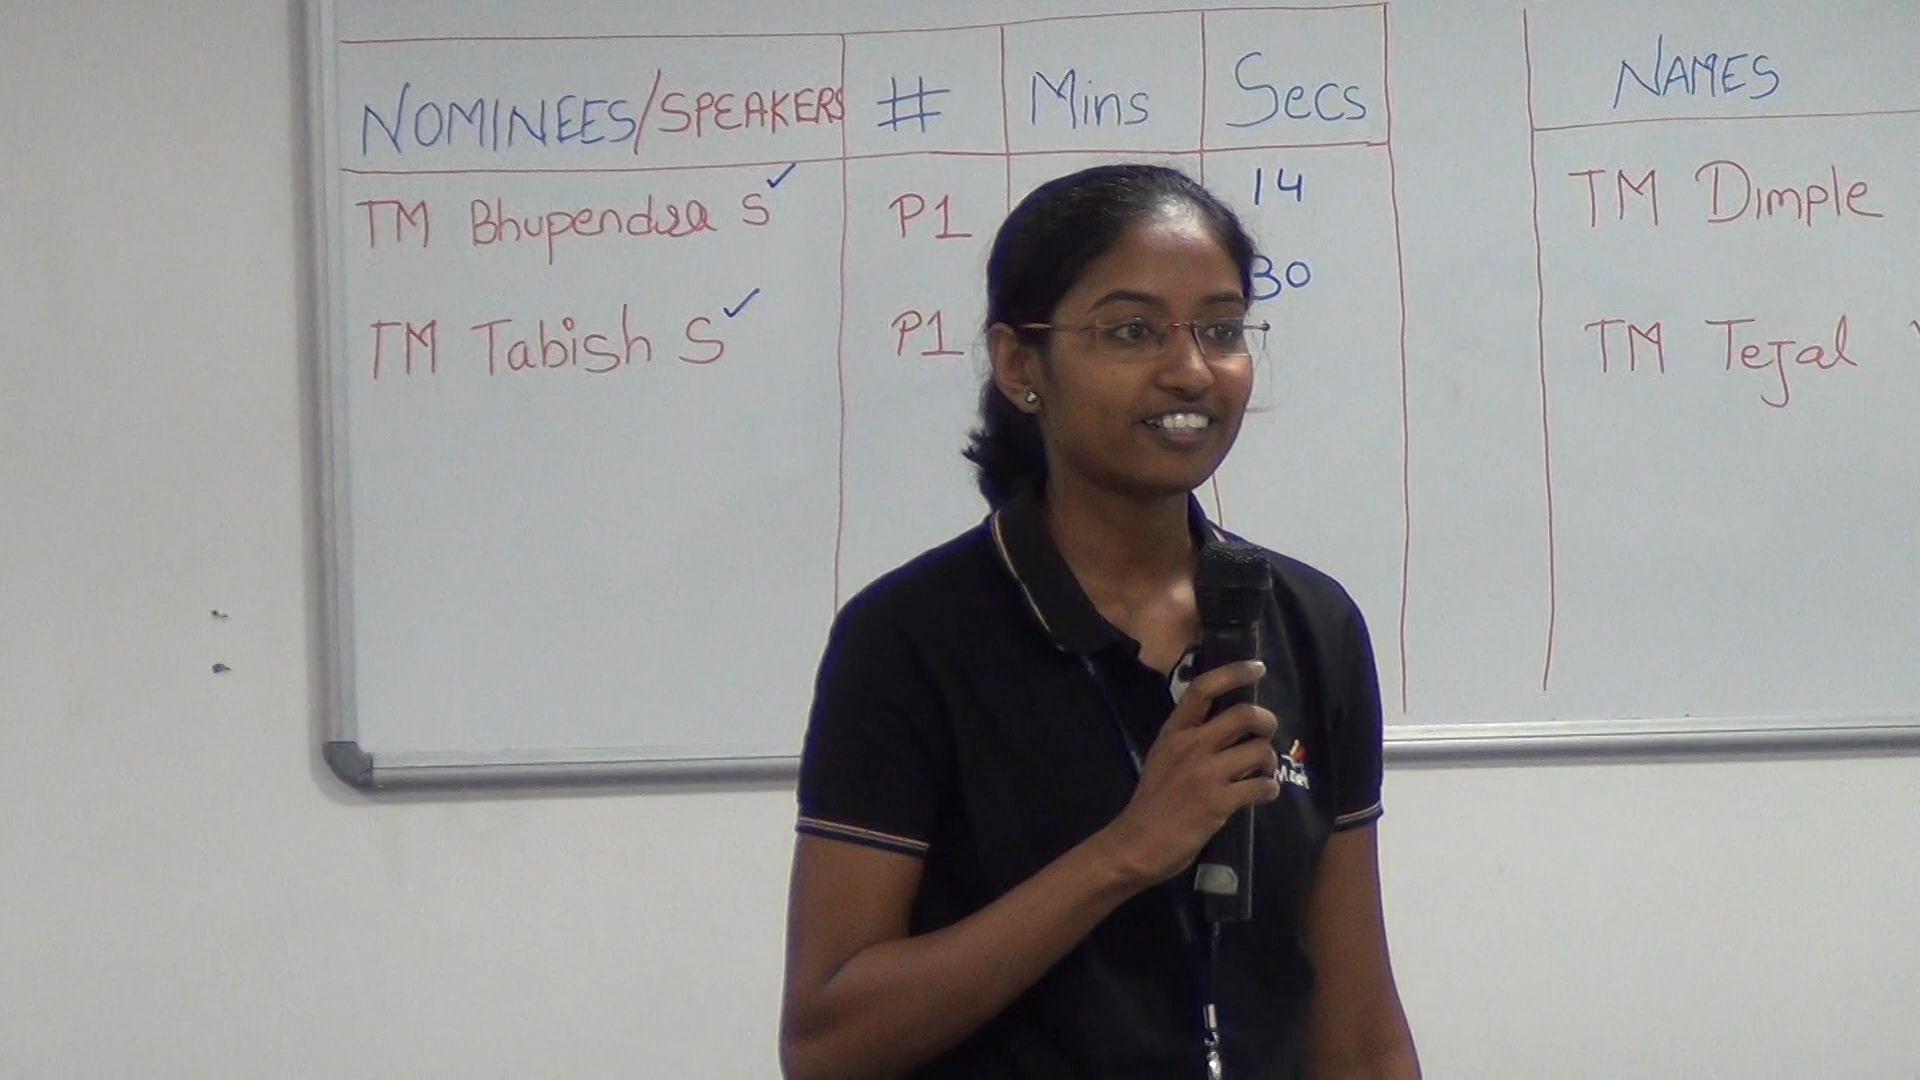 NOMINEES/SPEAKERS # Mins Secs
TM Bhupendra S ✓ P1 14
TM Tabish S ✓ P1 30
NAMES
TM Dimple
TM Tejal